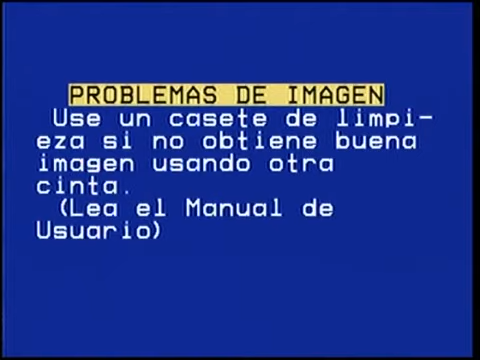 PROBLEMAS DE IMAGEN
Use un casete de limpi-
eza si no obtiene buena
imagen usando otra
cinta.
(Lea el Manual de
Usuario)